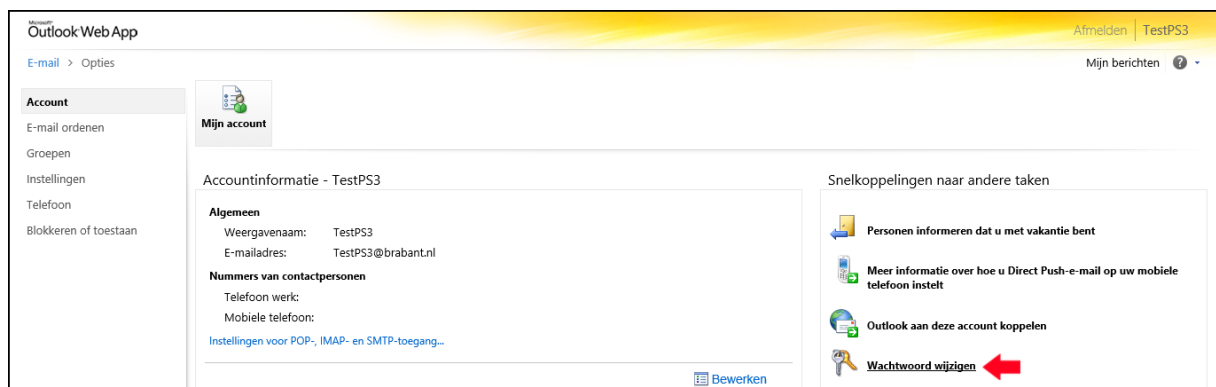 Microsoft
Outlook Web App
Afmelden | TestPS3
E-mail > Opties
Mijn berichten
Account
E-mail ordenen
Groepen
Instellingen
Telefoon
Blokkeren of toestaan
Mijn account
Accountinformatie - TestPS3
Algemeen
Weergavenaam: TestPS3
E-mailadres: TestPS3@brabant.nl
Nummers van contactpersonen
Telefoon werk:
Mobiele telefoon:
Instellingen voor POP-, IMAP- en SMTP-toegang...
Bewerken
Snelkoppelingen naar andere taken
Personen informeren dat u met vakantie bent
Meer informatie over hoe u Direct Push-e-mail op uw mobiele
telefoon instelt
Outlook aan deze account koppelen
Wachtwoord wijzigen